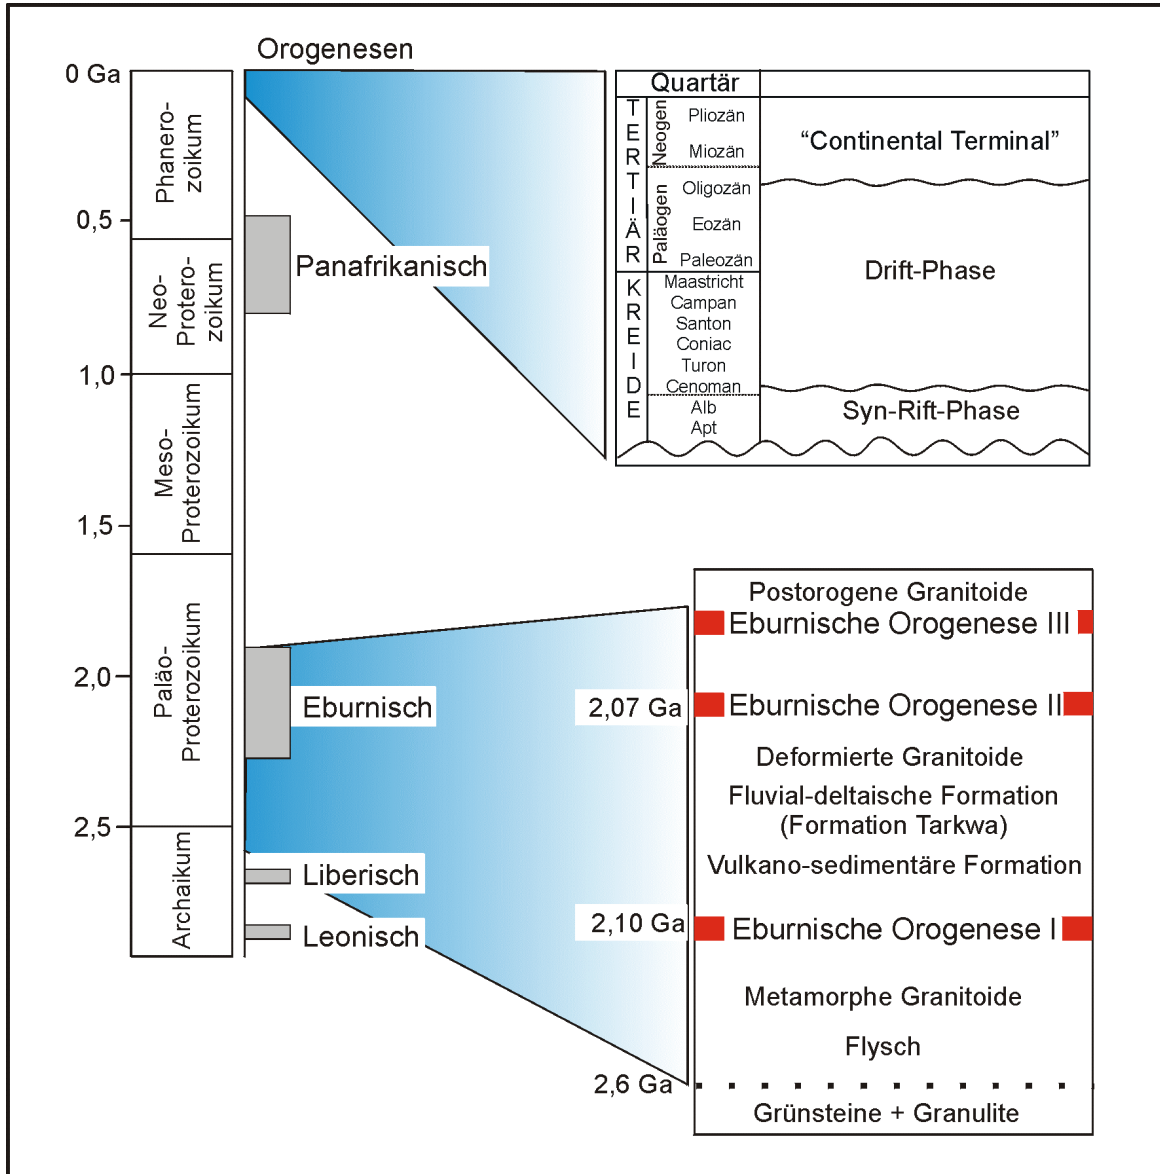 Orogenesen
0 Ga
0,5
1,0
1,5
2,0
2,5
Phanero-
zoikum
Neo-
Protero-
zoikum
Meso-
Proterozoikum
Paläo-
Proterozoikum
Archaikum
Panafrikanisch
Eburnisch
Liberisch
Leonisch
Quartär
TERTIÄR
Neogen
Pliozän
Miozän
Paläogen
Oligozän
Eozän
Paleozän
KREIDE
Maastricht
Campan
Santon
Coniac
Turon
Cenoman
Alb
Apt
“Continental Terminal”
Drift-Phase
Syn-Rift-Phase
2,07 Ga
2,10 Ga
2,6 Ga
Postorogene Granitoide
Eburnische Orogenese III
Eburnische Orogenese II
Deformierte Granitoide
Fluvial-deltaische Formation
(Formation Tarkwa)
Vulkano-sedimentäre Formation
Eburnische Orogenese I
Metamorphe Granitoide
Flysch
Grünsteine + Granulite